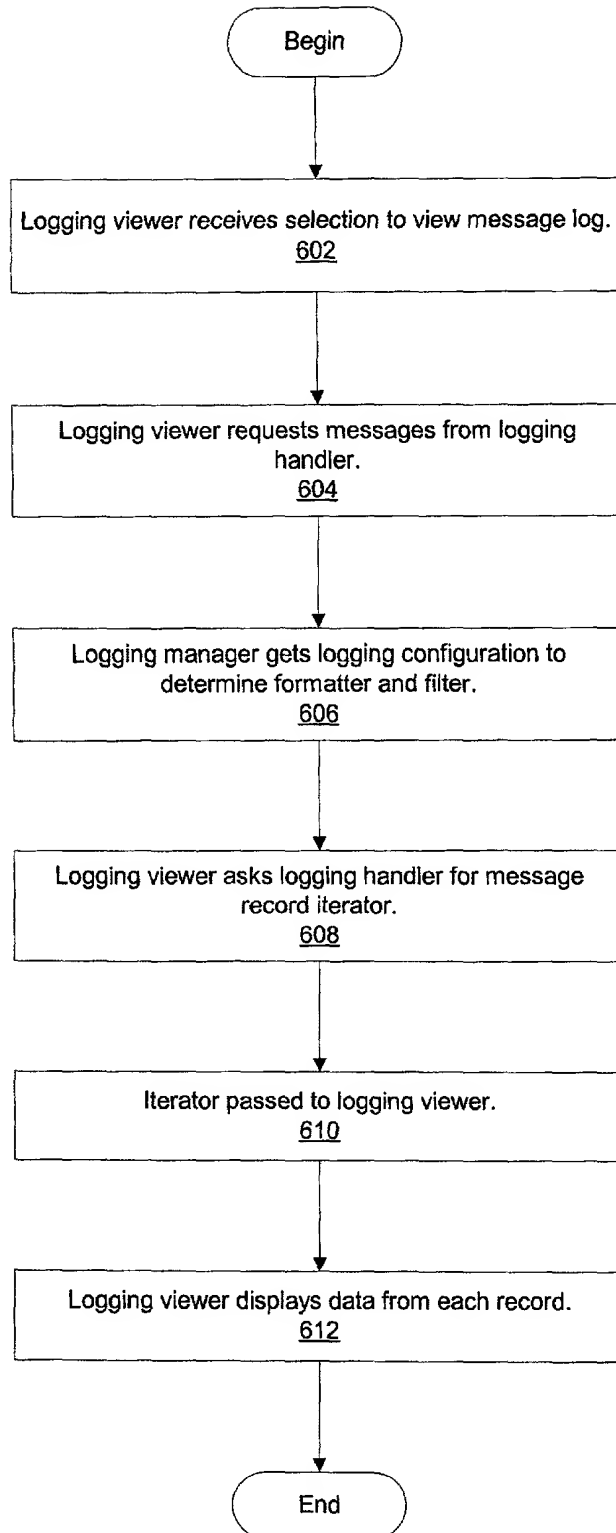 Begin
Logging viewer receives selection to view message log.
602
Logging viewer requests messages from logging
handler.
604
Logging manager gets logging configuration to
determine formatter and filter.
606
Logging viewer asks logging handler for message
record iterator.
608
Iterator passed to logging viewer.
610
Logging viewer displays data from each record.
612
End